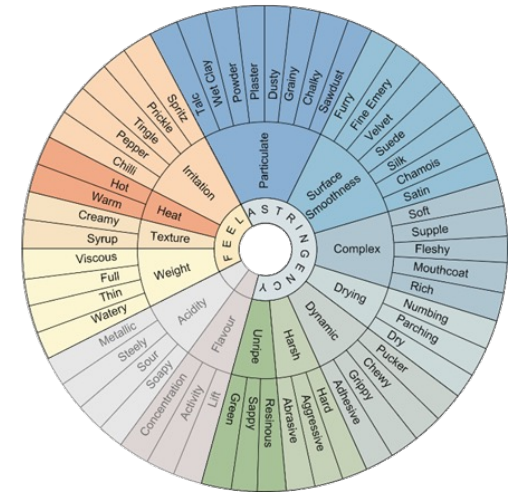 FEEL
ASTRINGENCY
Particulate
Talc
Wet Clay
Powder
Plaster
Dusty
Grainy
Chalky
Sawdust
Surface
Smoothness
Furry
Fine Emery
Velvet
Suede
Silk
Chamois
Satin
Complex
Soft
Supple
Fleshy
Mouthcoat
Rich
Drying
Numbing
Parching
Dry
Dynamic
Pucker
Chewy
Grippy
Adhesive
Harsh
Hard
Aggressive
Abrasive
Unripe
Resinous
Sappy
Green
Flavour
Lift
Activity
Concentration
Acidity
Soapy
Sour
Steely
Metallic
Weight
Watery
Thin
Full
Viscous
Texture
Syrup
Creamy
Heat
Warm
Hot
Irritation
Chilli
Pepper
Tingle
Prickle
Spritz